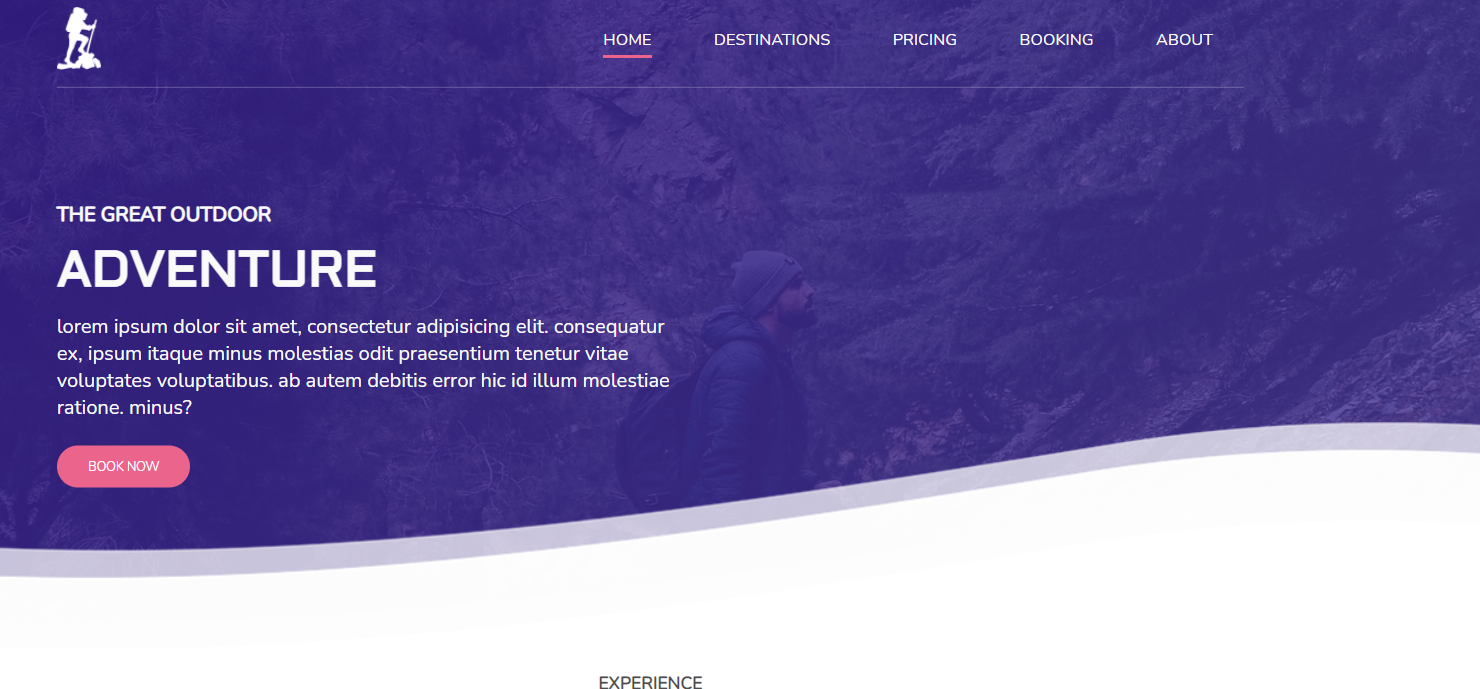 HOME DESTINATIONS PRICING BOOKING ABOUT
THE GREAT OUTDOOR
ADVENTURE
lorem ipsum dolor sit amet, consectetur adipisicing elit. consequatur
ex, ipsum itaque minus molestias odit praesentium tenetur vitae
voluptates voluptatibus. ab autem debitis error hic id illum molestiae
ratione. minus?
BOOK NOW
EXPERIENCE